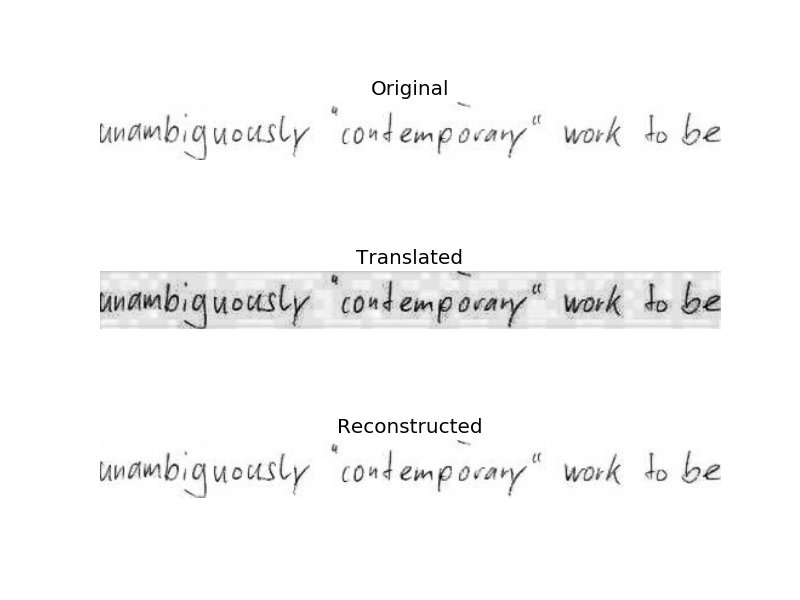 Original
unambiguously "contemporary" work to be
Translated
unambiguously "contemporary" work to be
Reconstructed
unambiguously "contemporary" work to be